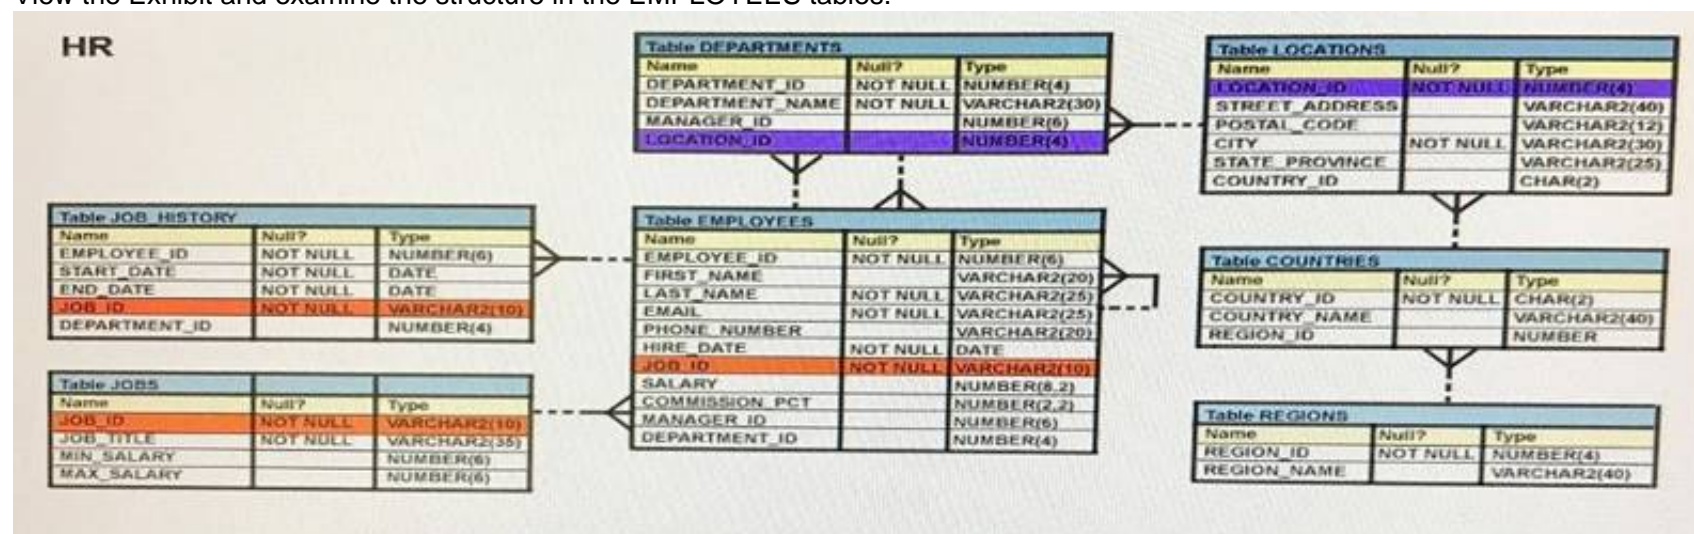 View the Exhibit and examine the structure in the EMPLOYEES tables.
HR
Table DEPARTMENTS
Name Null? Type
DEPARTMENT_ID NOT NULL NUMBER(4)
DEPARTMENT_NAME NOT NULL VARCHAR2(30)
MANAGER_ID NUMBER(6)
LOCATION_ID NUMBER(4)
Table LOCATIONS
Name Null? Type
LOCATION_ID NOT NULL NUMBER(4)
STREET_ADDRESS VARCHAR2(40)
POSTAL_CODE VARCHAR2(12)
CITY NOT NULL VARCHAR2(30)
STATE_PROVINCE VARCHAR2(25)
COUNTRY_ID CHAR(2)
Table JOB_HISTORY
Name Null? Type
EMPLOYEE_ID NOT NULL NUMBER(6)
START_DATE NOT NULL DATE
END_DATE NOT NULL DATE
JOB_ID NOT NULL VARCHAR2(10)
DEPARTMENT_ID NUMBER(4)
Table EMPLOYEES
Name Null? Type
EMPLOYEE_ID NOT NULL NUMBER(6)
FIRST_NAME VARCHAR2(20)
LAST_NAME NOT NULL VARCHAR2(25)
EMAIL NOT NULL VARCHAR2(25)
PHONE_NUMBER VARCHAR2(20)
HIRE_DATE NOT NULL DATE
JOB_ID NOT NULL VARCHAR2(10)
SALARY NUMBER(8,2)
COMMISSION_PCT NUMBER(2,2)
MANAGER_ID NUMBER(6)
DEPARTMENT_ID NUMBER(4)
Table COUNTRIES
Name Null? Type
COUNTRY_ID NOT NULL CHAR(2)
COUNTRY_NAME VARCHAR2(40)
REGION_ID NUMBER
Table JOBS
Name Null? Type
JOB_ID NOT NULL VARCHAR2(10)
JOB_TITLE NOT NULL VARCHAR2(35)
MIN_SALARY NUMBER(6)
MAX_SALARY NUMBER(6)
Table REGIONS
Name Null? Type
REGION_ID NOT NULL NUMBER(4)
REGION_NAME VARCHAR2(40)